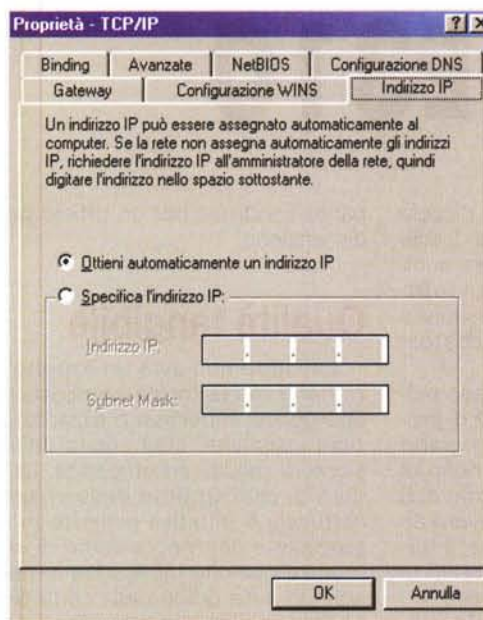 Proprietà - TCP/IP
Binding Avanzate NetBIOS Configurazione DNS
Gateway Configurazione WINS Indirizzo IP
Un indirizzo IP può essere assegnato automaticamente al
computer. Se la rete non assegna automaticamente gli indirizzi
IP, richiedere l'indirizzo IP all'amministratore della rete, quindi
digitare l'indirizzo nello spazio sottostante.
Ottieni automaticamente un indirizzo IP
Specifica l'indirizzo IP:
Indirizzo IP:
Subnet Mask:
OK Annulla